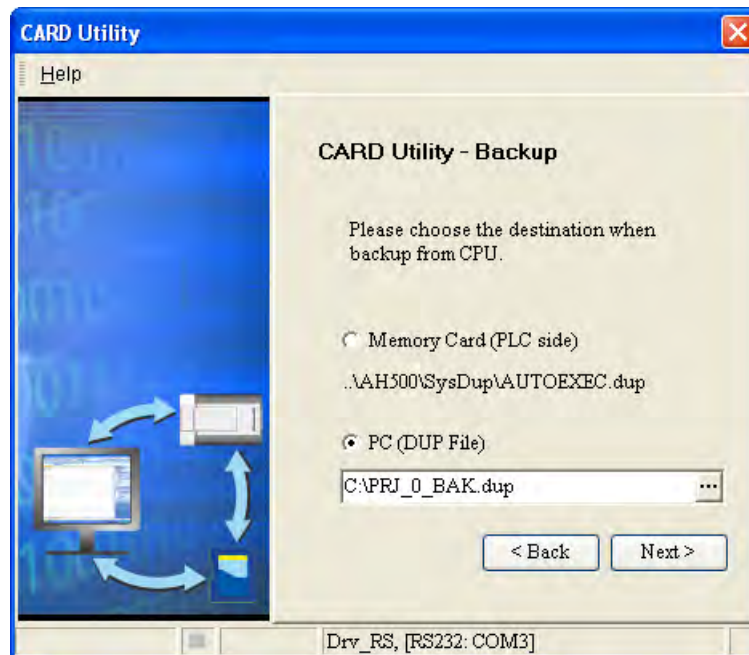 CARD Utility
Help
CARD Utility - Backup
Please choose the destination when
backup from CPU.
Memory Card (PLC side)
..\AH500\SysDup\AUTOEXEC.dup
PC (DUP File)
C:\PRJ_0_BAK.dup
...
< Back Next >
Drv_RS, [RS232: COM3]